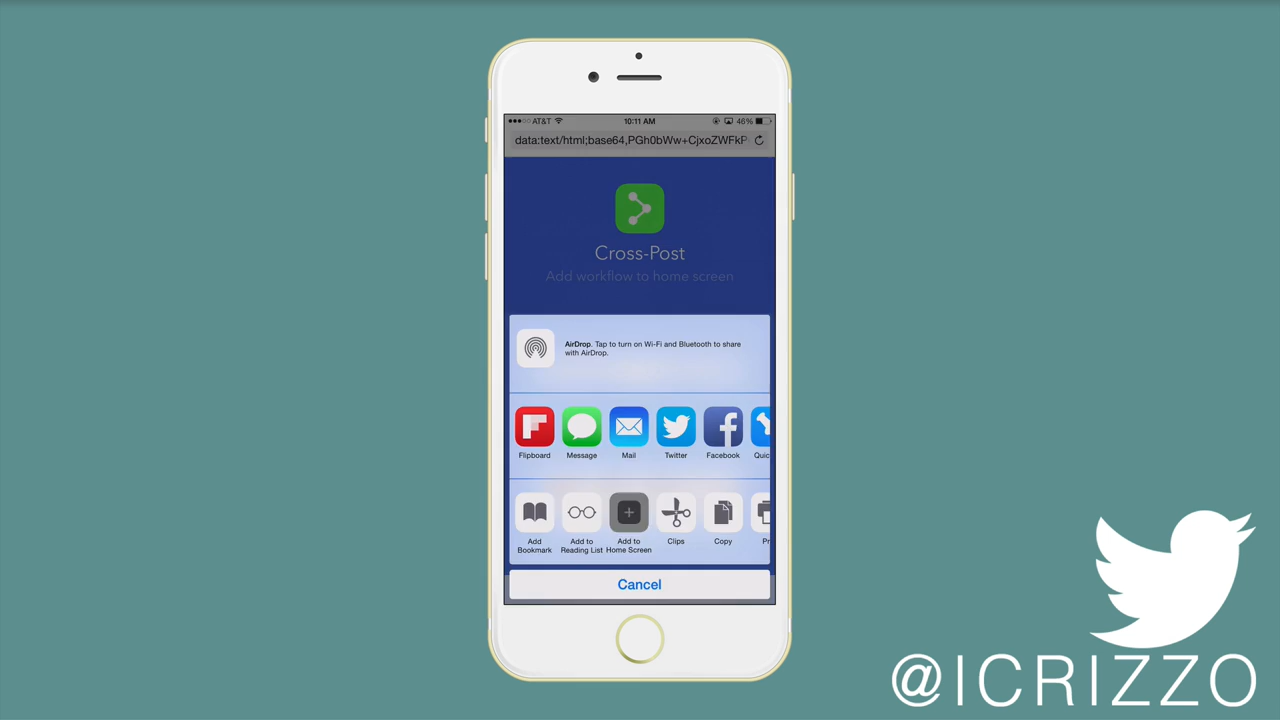 AT&T 10:11 AM 46%
data:text/html;base64,PGh0bWw+CjxoZWFkP
Cross-Post
Add workflow to home screen
AirDrop. Tap to turn on Wi-Fi and Bluetooth to share
with AirDrop.
Flipboard Message Mail Twitter Facebook Quic
Add Bookmark
Add to Reading List
Add to Home Screen
Clips
Copy
Pr
Cancel
@ICRIZZO